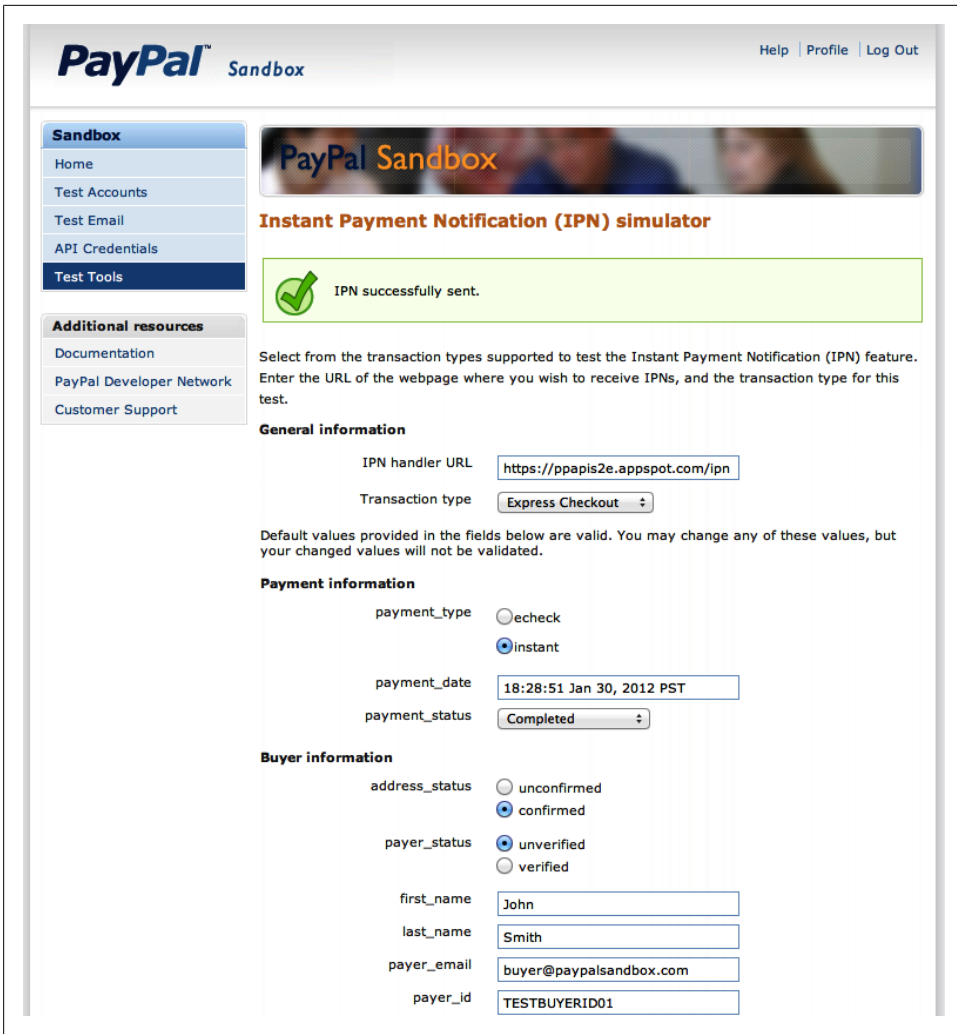 PayPal™ Sandbox
Help | Profile | Log Out
Sandbox
Home
Test Accounts
Test Email
API Credentials
Test Tools
Additional resources
Documentation
PayPal Developer Network
Customer Support
PayPal Sandbox
Instant Payment Notification (IPN) simulator
IPN successfully sent.
Select from the transaction types supported to test the Instant Payment Notification (IPN) feature.
Enter the URL of the webpage where you wish to receive IPNs, and the transaction type for this
test.
General information
IPN handler URL https://ppapis2e.appspot.com/ipn
Transaction type Express Checkout
Default values provided in the fields below are valid. You may change any of these values, but
your changed values will not be validated.
Payment information
payment_type echeck
instant
payment_date 18:28:51 Jan 30, 2012 PST
payment_status Completed
Buyer information
address_status unconfirmed
confirmed
payer_status unverified
verified
first_name John
last_name Smith
payer_email buyer@paypalsandbox.com
payer_id TESTBUYERID01